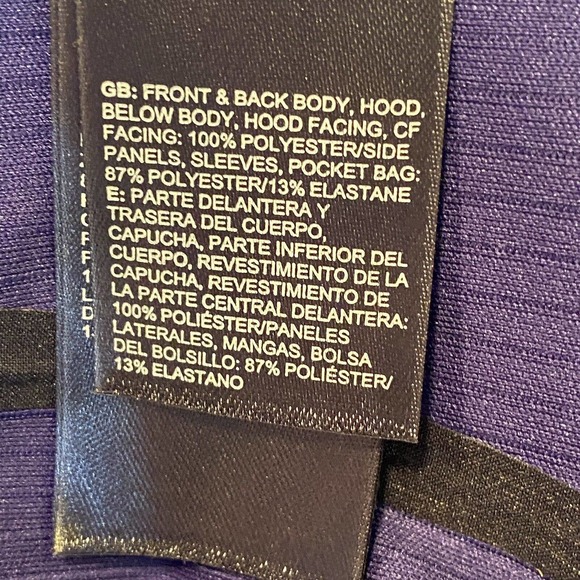 GB: FRONT & BACK BODY, HOOD,
BELOW BODY, HOOD FACING, CF
FACING: 100% POLYESTER/SIDE
PANELS, SLEEVES, POCKET BAG:
87% POLYESTER/13% ELASTANE
E: PARTE DELANTERA Y
TRASERA DEL CUERPO,
CAPUCHA, PARTE INFERIOR DEL
CUERPO, REVESTIMIENTO DE LA
CAPUCHA, REVESTIMIENTO DE
LA PARTE CENTRAL DELANTERA:
100% POLIÉSTER/PANELES
LATERALES, MANGAS, BOLSA
DEL BOLSILLO: 87% POLIÉSTER/
13% ELASTANO